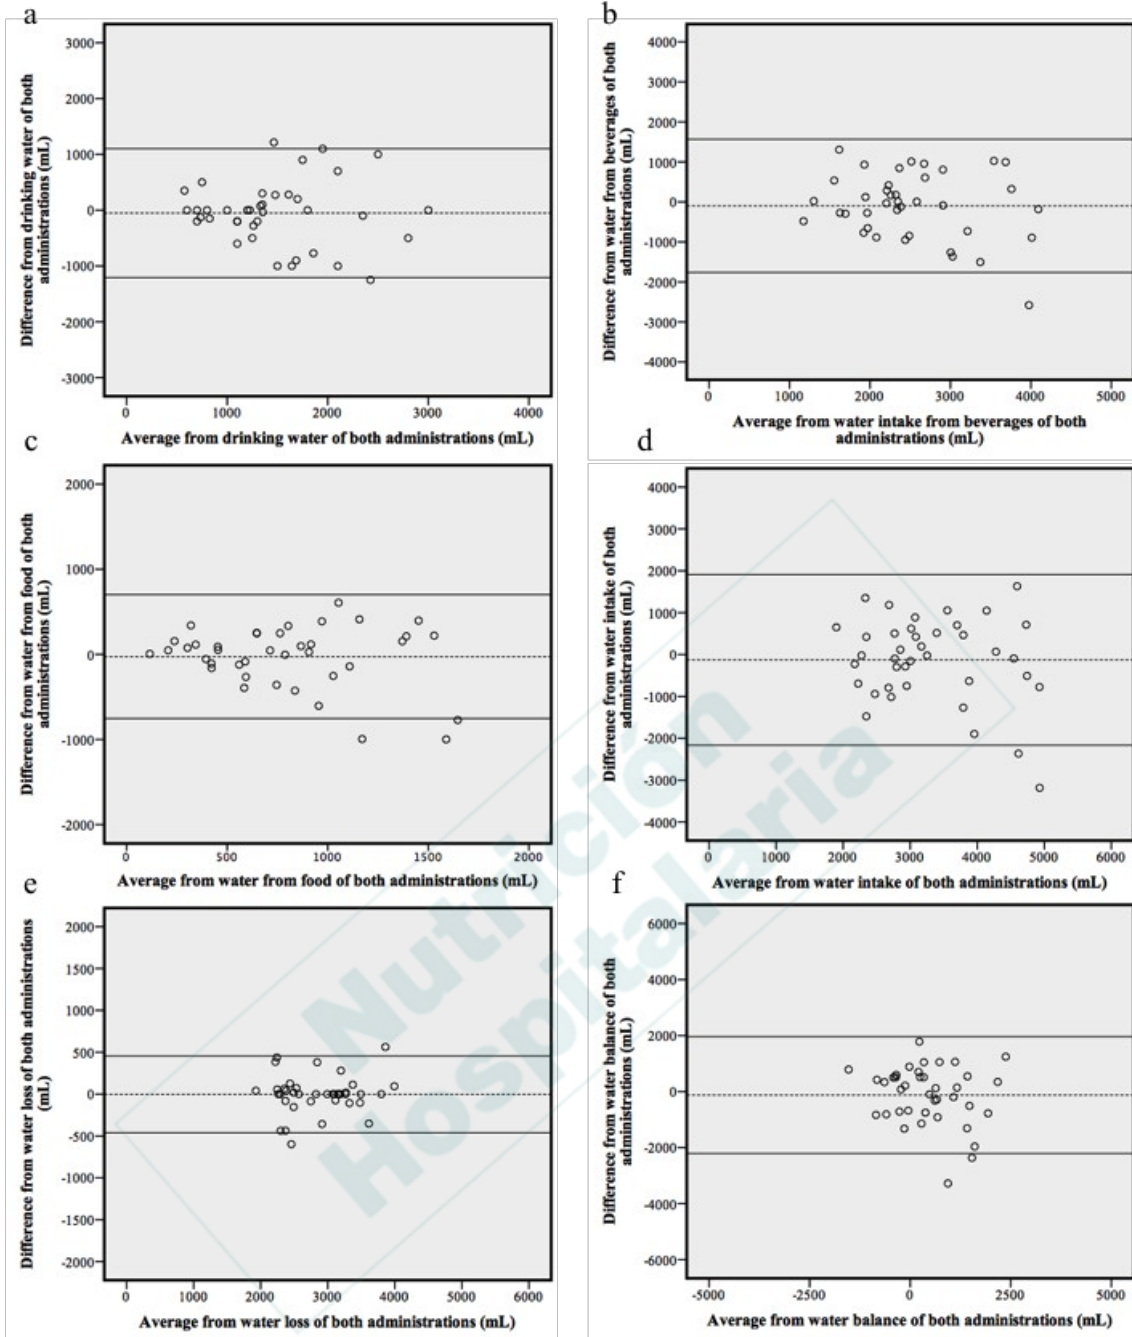 a
3000
2000
1000
0
-1000
-2000
-3000
Difference from drinking water of both
administrations (mL)
0 1000 2000 3000 4000
Average from drinking water of both administrations (mL)
b
4000
3000
2000
1000
0
-1000
-2000
-3000
-4000
Difference from water from beverages of both
administrations (mL)
0 1000 2000 3000 4000 5000
Average from water intake from beverages of both
administrations (mL)
c
2000
1000
0
-1000
-2000
Difference from water from food of both
administrations (mL)
0 500 1000 1500 2000
Average from water from food of both administrations (mL)
d
4000
3000
2000
1000
0
-1000
-2000
-3000
-4000
Difference from water intake of both
administrations (mL)
0 1000 2000 3000 4000 5000 6000
Average from water intake of both administrations (mL)
e
2000
1500
1000
500
0
-500
-1000
-1500
-2000
Difference from water loss of both administrations
(mL)
0 1000 2000 3000 4000 5000 6000
Average from water loss of both administrations (mL)
f
6000
4000
2000
0
-2000
-4000
-6000
Difference from water balance of both
administrations (mL)
-5000 -2500 0 2500 5000
Average from water balance of both administrations (mL)
Nutrición
Hospitalaria